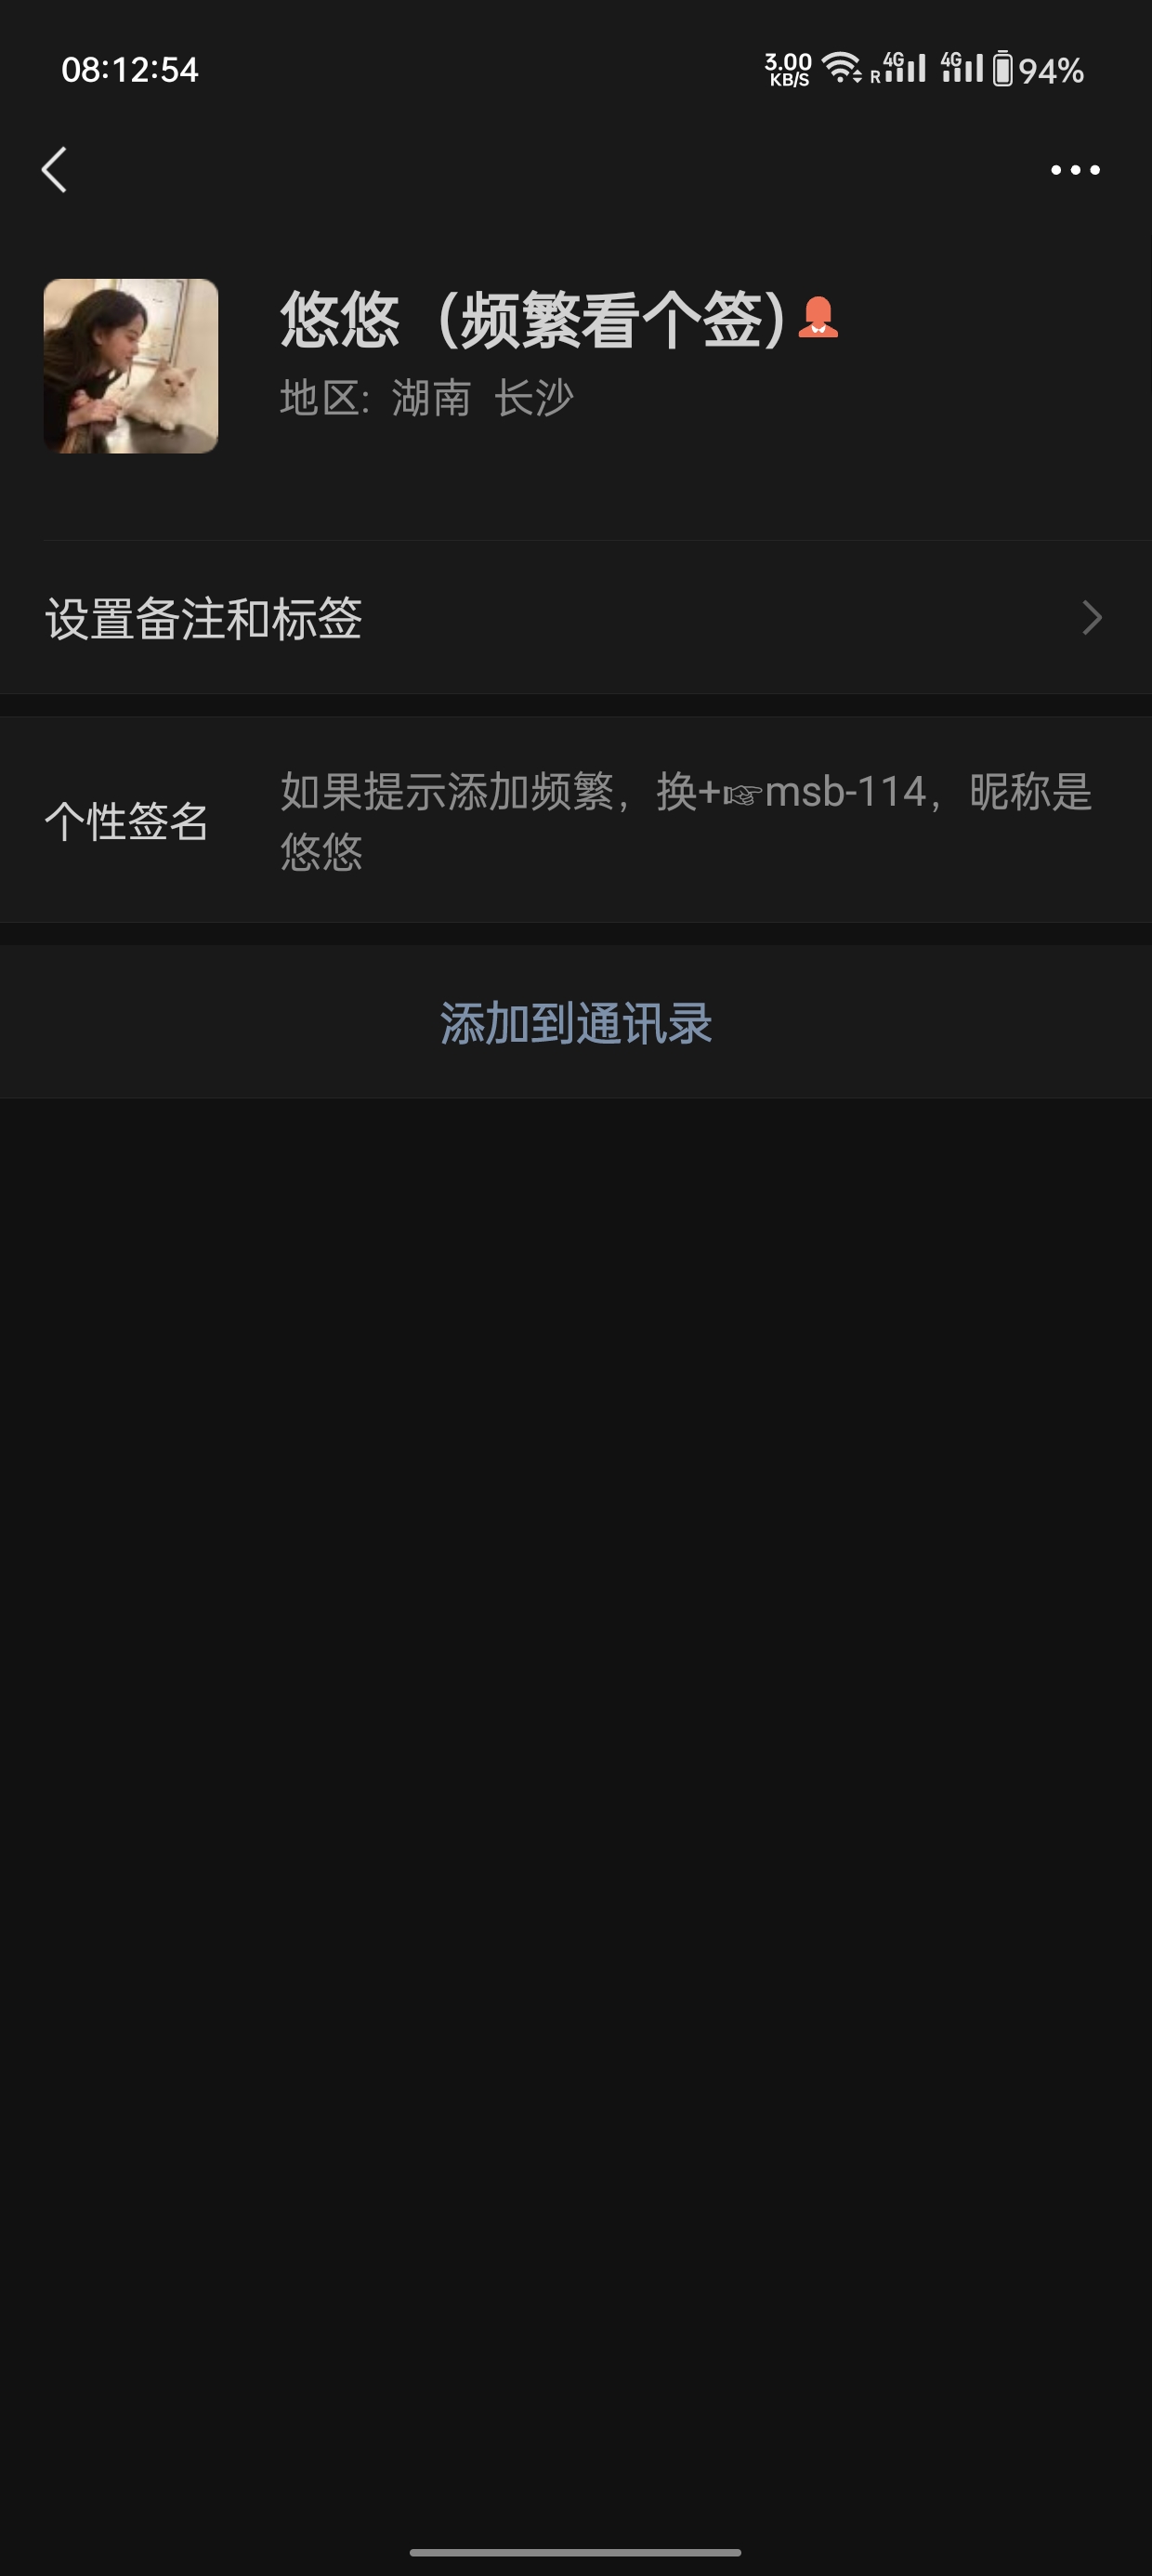 08:12:54 3.00 KB/S R 4G 4G 94%
悠悠（频繁看个签）
地区: 湖南 长沙
设置备注和标签
个性签名
如果提示添加频繁，换+☞msb-114，昵称是
悠悠
添加到通讯录